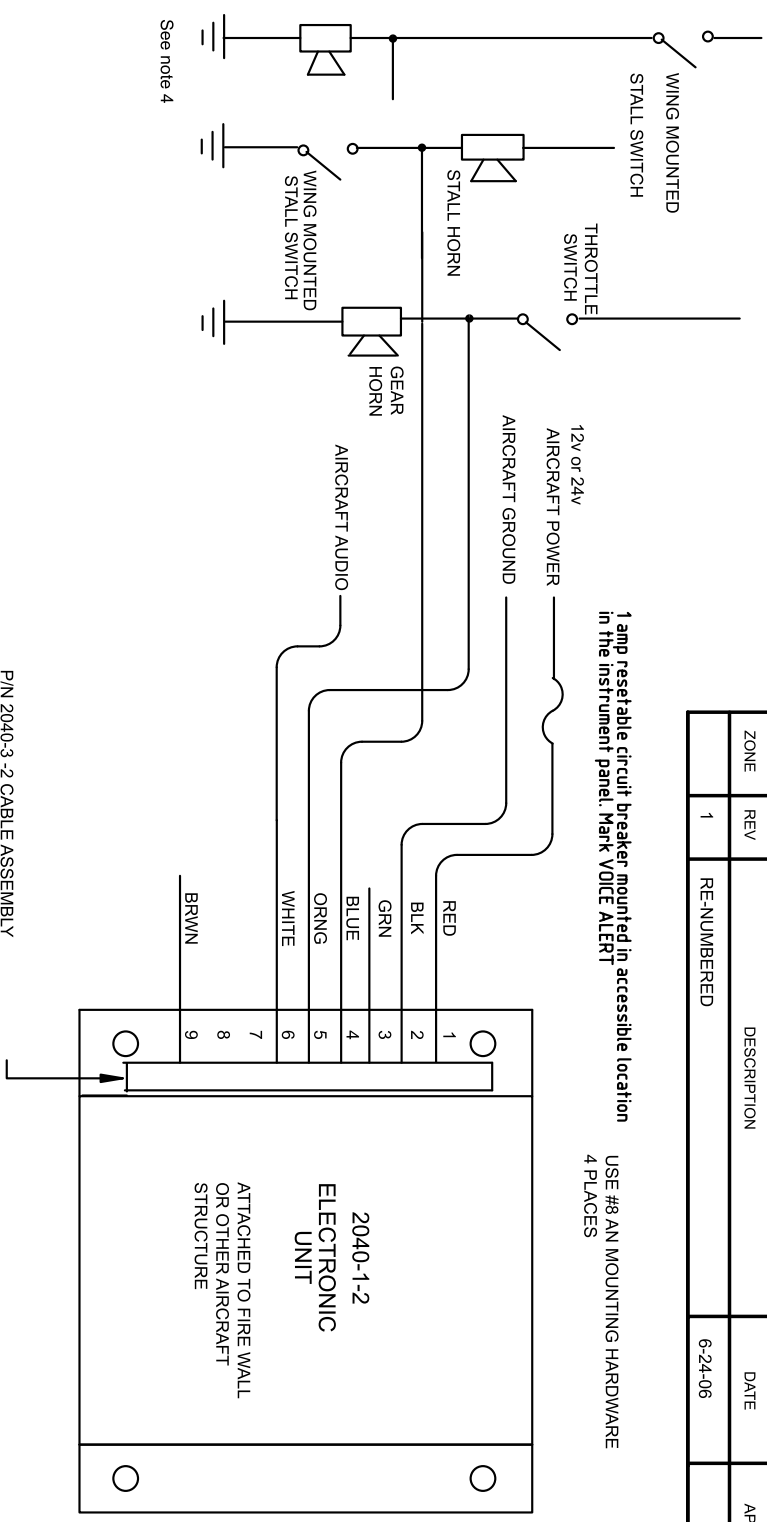 ZONE
REV
DESCRIPTION
DATE
AP
1
RE-NUMBERED
6-24-06
WING MOUNTED
STALL SWITCH
See note 4
STALL HORN
WING MOUNTED
STALL SWITCH
THROTTLE
SWITCH
GEAR
HORN
1 amp resetable circuit breaker mounted in accessible location
in the instrument panel. Mark VOICE ALERT
USE #8 AN MOUNTING HARDWARE
4 PLACES
12v or 24v
AIRCRAFT POWER
AIRCRAFT GROUND
AIRCRAFT AUDIO
RED
BLK
GRN
BLUE
ORNG
WHITE
BRWN
1
2
3
4
5
6
7
8
9
2040-1-2
ELECTRONIC
UNIT
ATTACHED TO FIRE WALL
OR OTHER AIRCRAFT
STRUCTURE
P/N 2040-3 -2 CABLE ASSEMBLY